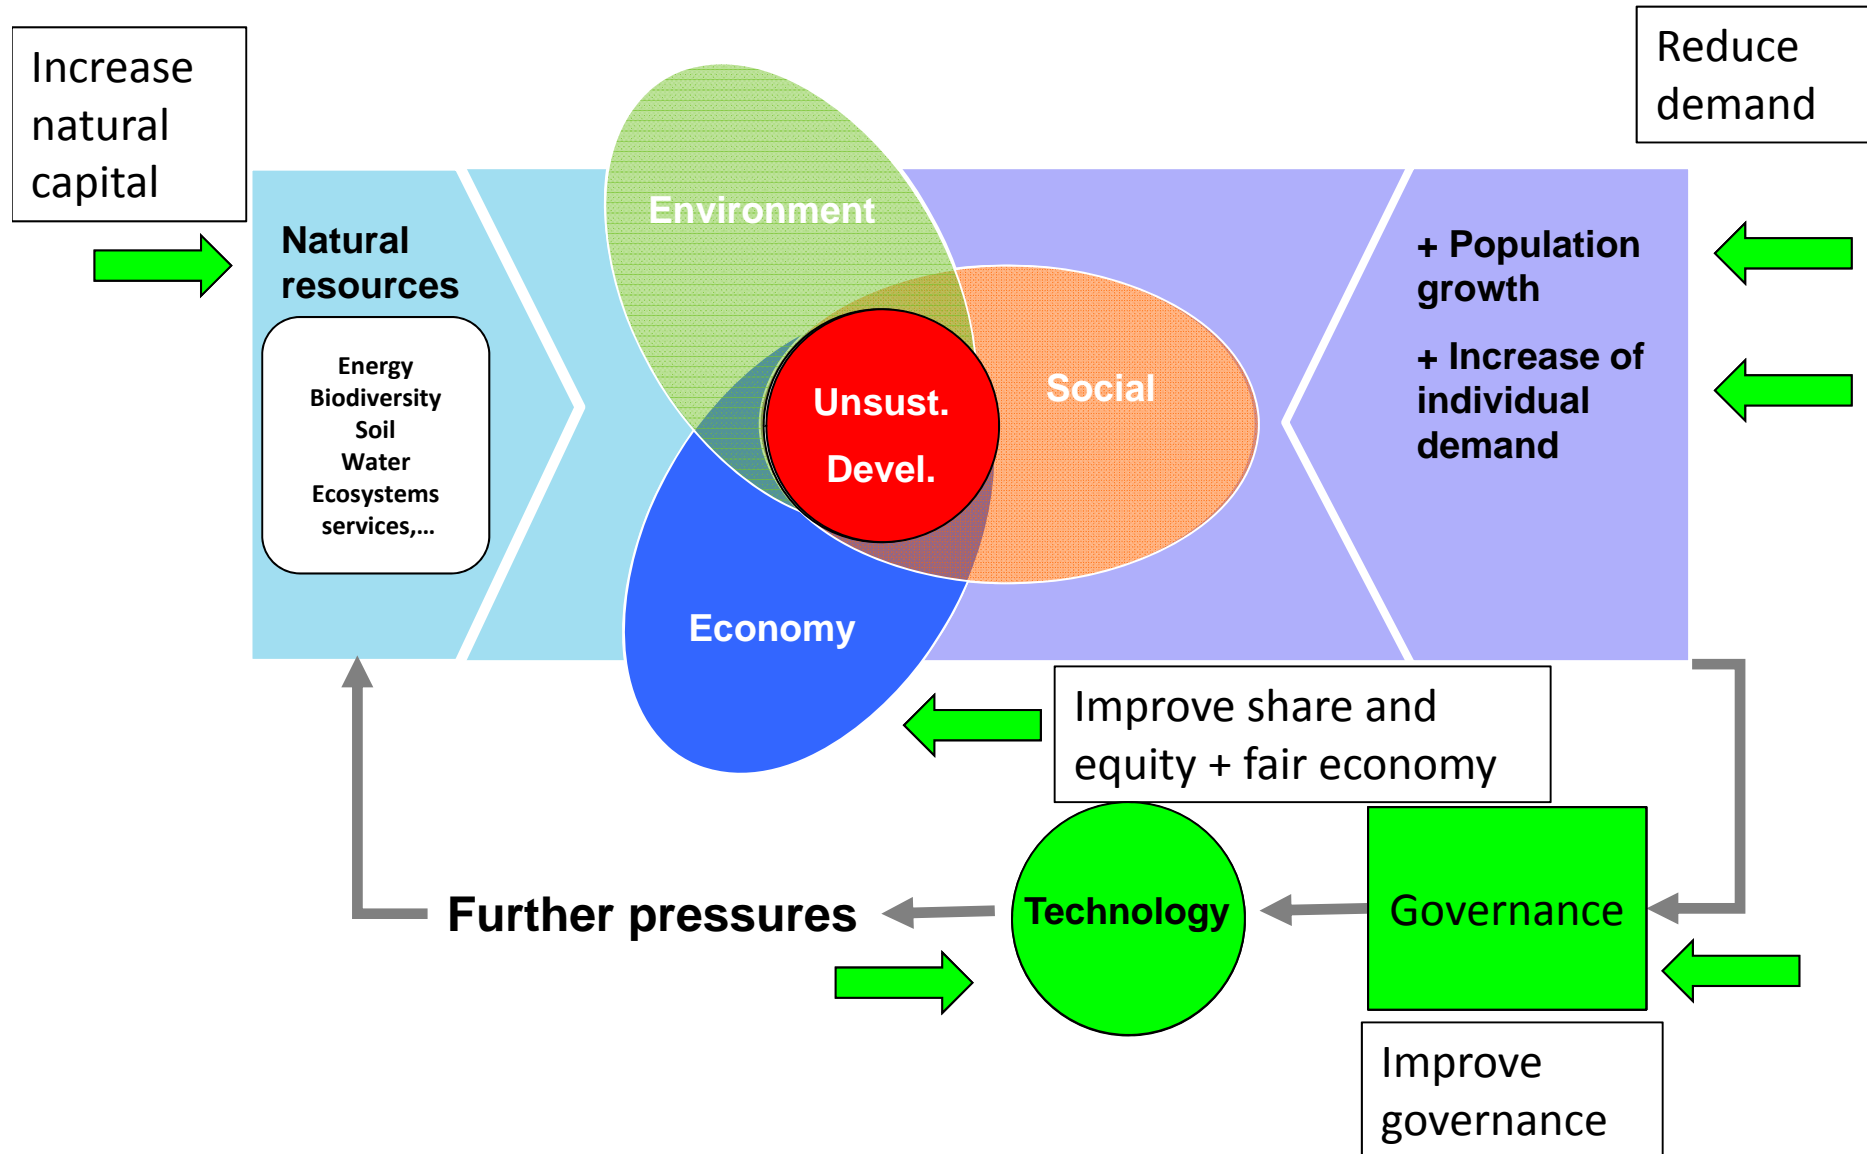 Increase
natural
capital
Reduce
demand
Environment
Natural
resources
+ Population
growth
+ Increase of
individual
demand
Energy
Biodiversity
Soil
Water
Ecosystems
services,...
Unsust.
Devel.
Social
Economy
Improve share and
equity + fair economy
Further pressures
Technology
Governance
Improve
governance